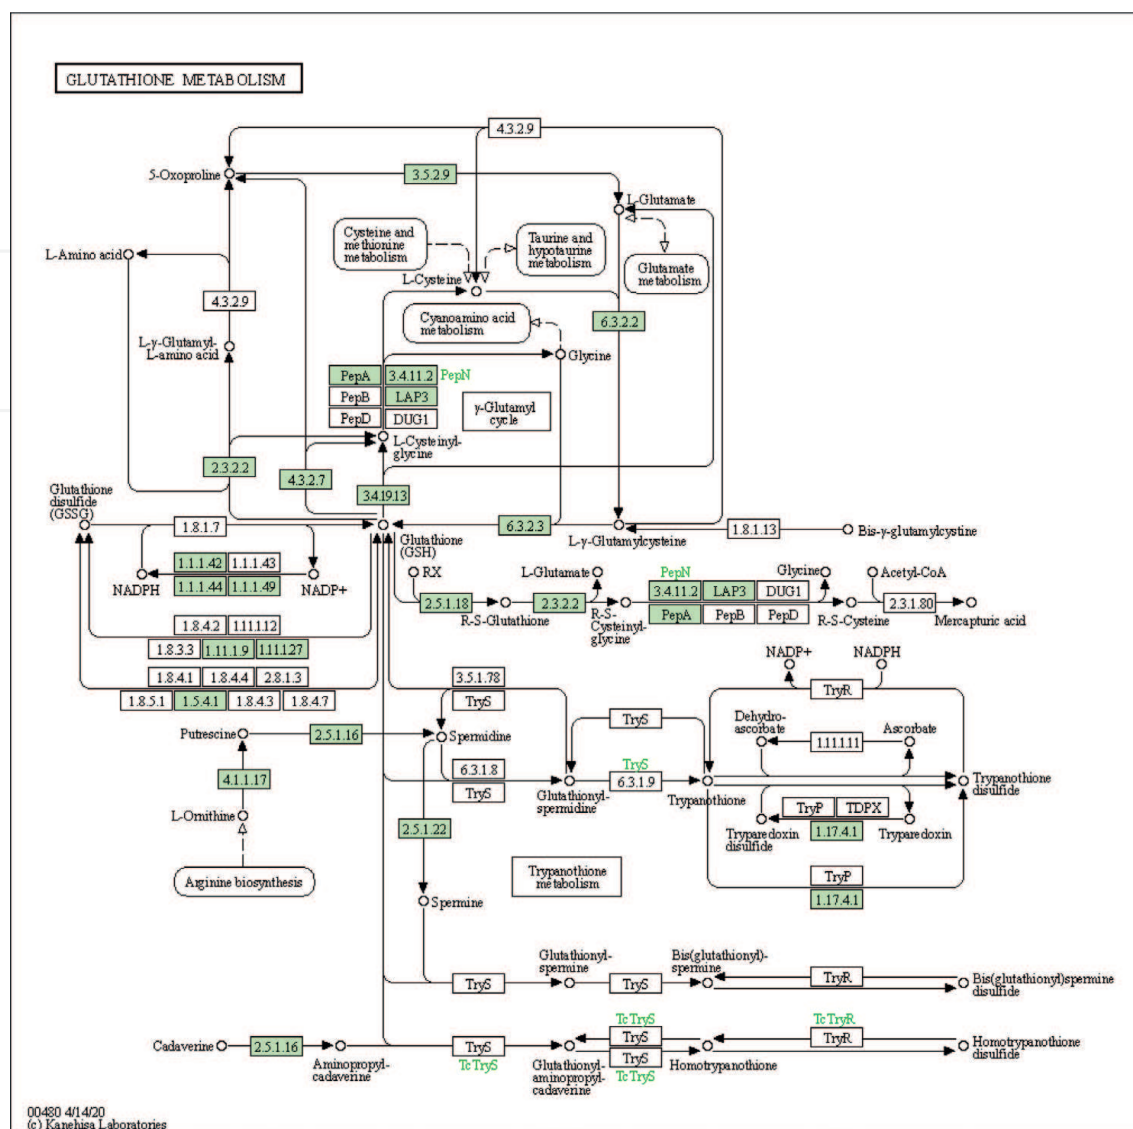 GLUTATHIONE METABOLISM
4.3.2.9
5-Oxoproline
3.5.2.9
L-Glutamate
Cysteine and
methionine
metabolism
Taurine and
hypotaurine
metabolism
Glutamate
metabolism
L-Amino acid
L-Cysteine
4.3.2.9
Cyanoamino acid
metabolism
6.3.2.2
L-γ-Glutamyl-
L-amino acid
Glycine
PepA
3.4.11.2
PepN
PepB
LAP3
PepD
DUG1
γ-Glutamyl
cycle
L-Cysteinyl-
glycine
2.3.2.2
4.3.2.7
3.4.19.13
Glutathione
disulfide
(GSSG)
1.8.1.7
Glutathione
(GSH)
6.3.2.3
L-γ-Glutamylcysteine
1.8.1.13
Bis-γ-glutamylcystine
1.1.1.42
1.1.1.43
NADPH
1.1.1.44
1.1.1.49
NADP+
RX
2.5.1.18
R-S-Glutathione
L-Glutamate
2.3.2.2
R-S-
Cysteinyl-
glycine
PepN
3.4.11.2
LAP3
DUG1
PepA
PepB
PepD
Glycine
R-S-Cysteine
Acetyl-CoA
2.3.1.80
Mercapturic acid
1.8.4.2
1.11.1.12
1.8.3.3
1.11.1.9
1.11.1.27
1.8.4.1
1.8.4.4
2.8.1.3
1.8.5.1
1.5.4.1
1.8.4.3
1.8.4.7
3.5.1.78
TryS
NADP+
NADPH
TryR
Putrescine
2.5.1.16
Spermidine
TryS
Dehydro-
ascorbate
1.11.1.11
Ascorbate
4.1.1.17
6.3.1.8
TryS
Glutathionyl-
spermidine
TryS
6.3.1.9
Trypanothione
Trypanothione
disulfide
L-Ornithine
2.5.1.22
TryP
TDPX
Tryparedoxin
disulfide
1.17.4.1
Tryparedoxin
Arginine biosynthesis
Trypanothione
metabolism
TryP
1.17.4.1
Spermine
Glutathionyl-
spermine
Bis(glutathionyl)-
spermine
TryS
TryS
TryR
Bis(glutathionyl)spermine
disulfide
Cadaverine
2.5.1.16
Aminopropyl-
cadaverine
TryS
TcTryS
Glutathionyl-
aminopropyl-
cadaverine
TcTryS
TryS
TryS
TcTryS
Homotrypanothione
TcTryR
TryR
Homotrypanothione
disulfide
00480 4/14/20
(c) Kanehisa Laboratories